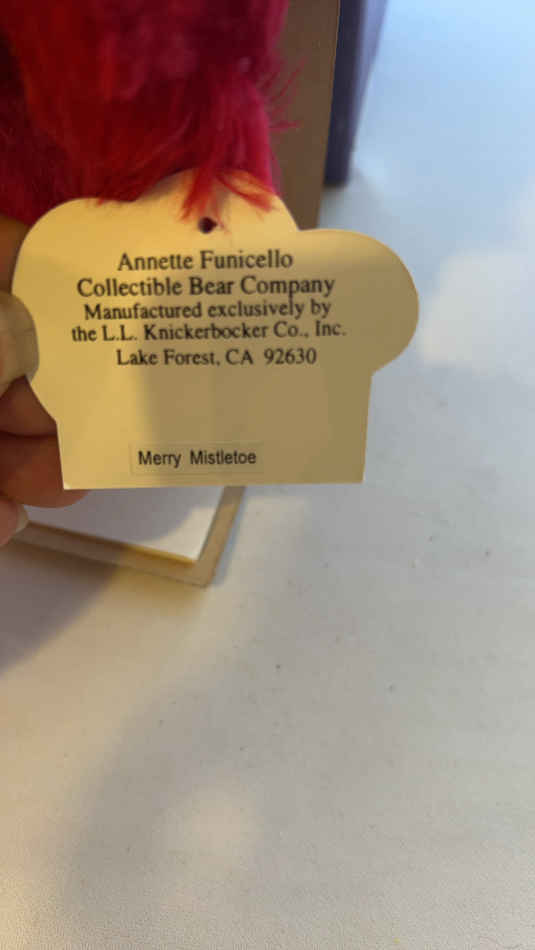 Annette Funicello
Collectible Bear Company
Manufactured exclusively by
the L.L. Knickerbocker Co., Inc.
Lake Forest, CA 92630
Merry Mistletoe